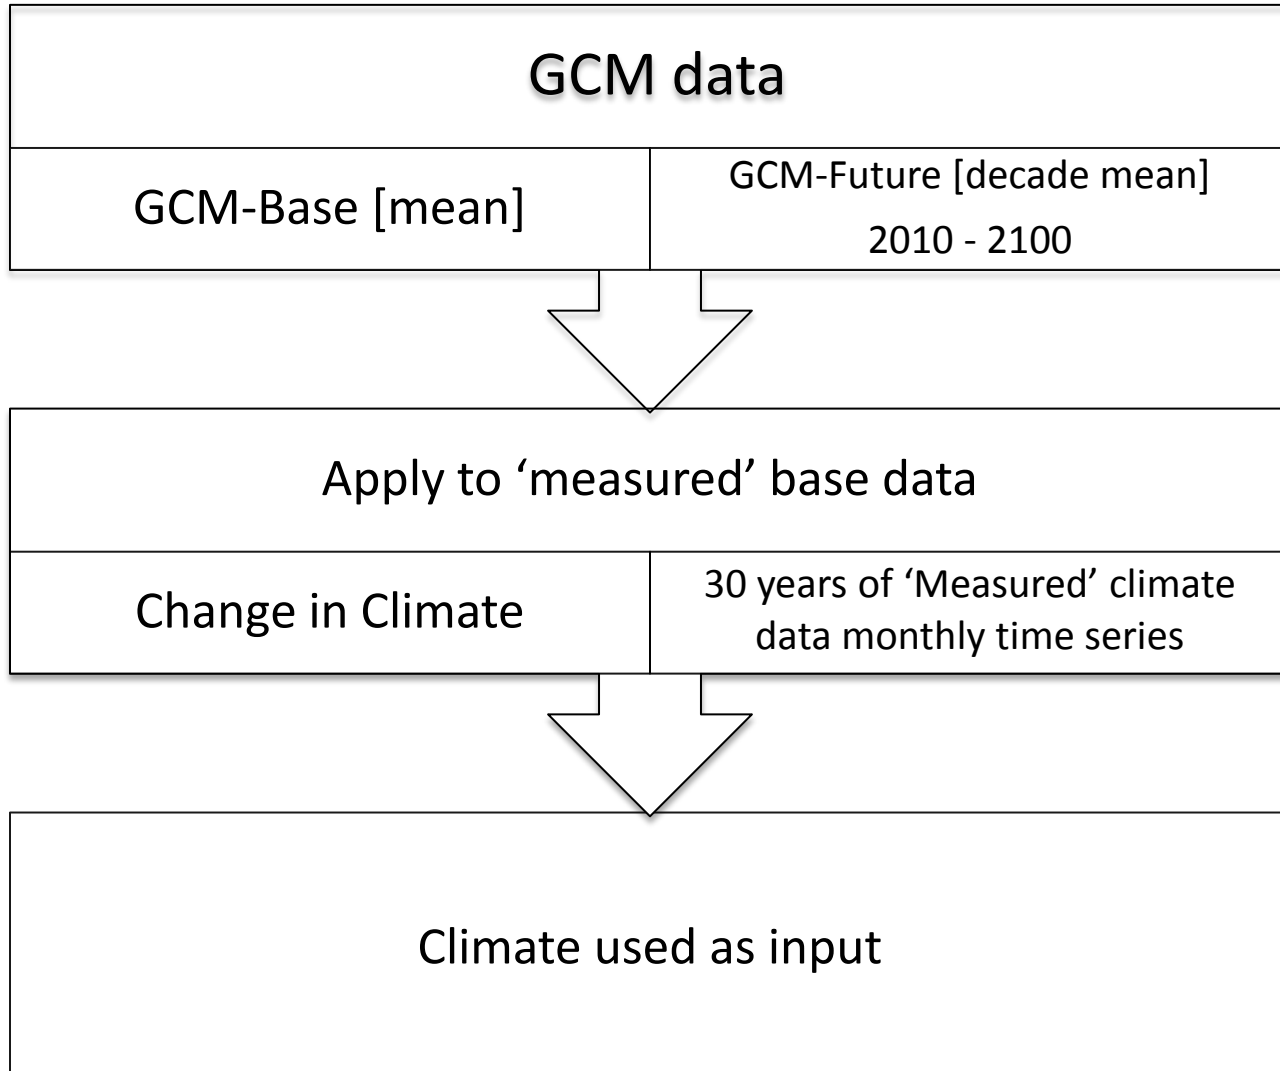 GCM data
GCM-Base [mean]
GCM-Future [decade mean]
2010 - 2100
Apply to ‘measured’ base data
Change in Climate
30 years of ‘Measured’ climate
data monthly time series
Climate used as input